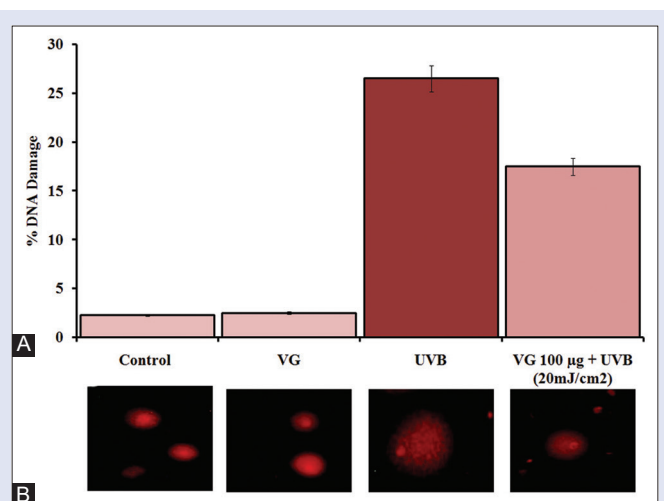 30
25
20
15
10
5
0
% DNA Damage
A
Control
VG
UVB
VG 100 µg + UVB
(20mJ/cm2)
B